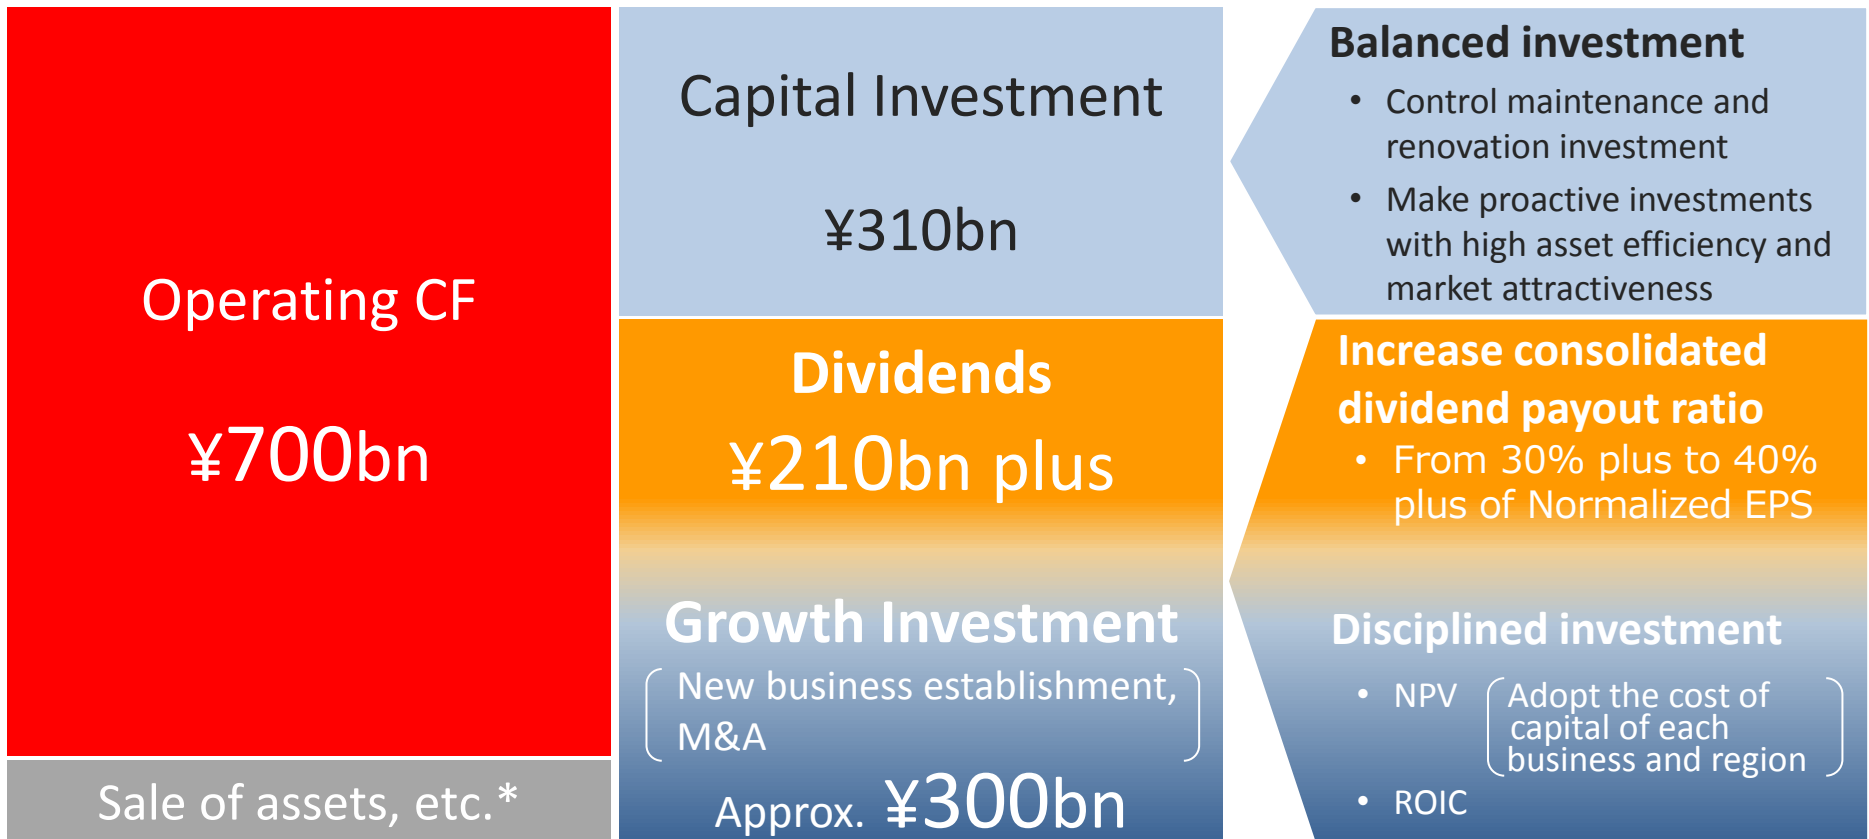 Operating CF
¥700bn
Sale of assets, etc.*
Capital Investment
¥310bn
Dividends
¥210bn plus
Growth Investment
New business establishment,
M&A
Approx. ¥300bn
Balanced investment
• Control maintenance and
renovation investment
• Make proactive investments
with high asset efficiency and
market attractiveness
Increase consolidated
dividend payout ratio
• From 30% plus to 40%
plus of Normalized EPS
Disciplined investment
• NPV
Adopt the cost of
capital of each
business and region
• ROIC